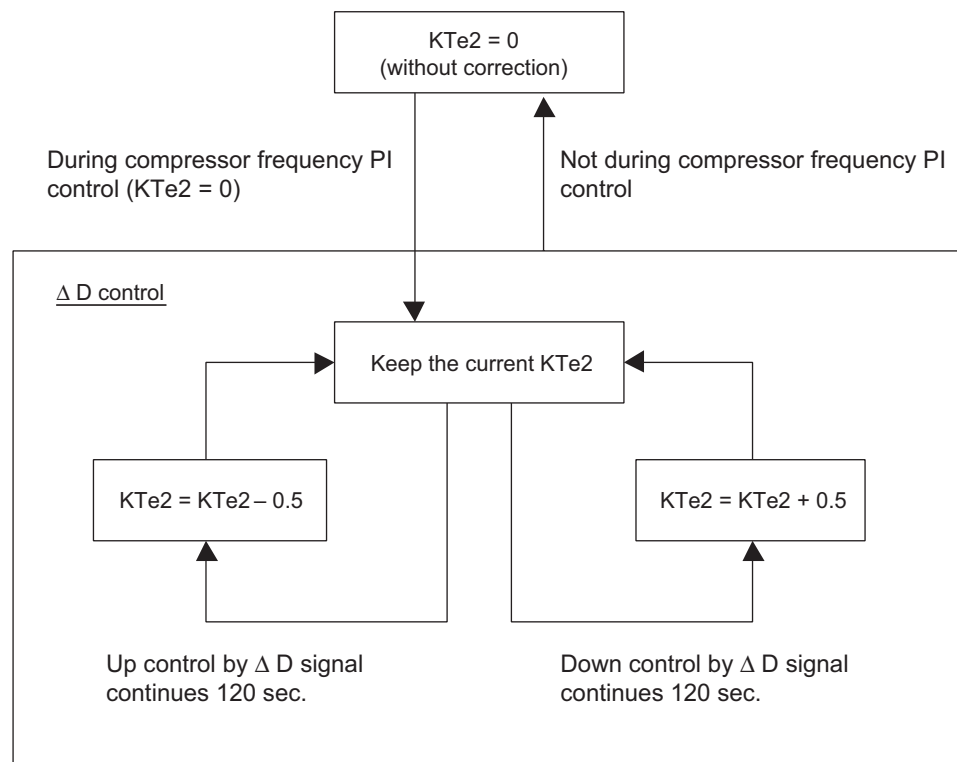 KTe2 = 0
(without correction)
During compressor frequency PI
control (KTe2 = 0)
Not during compressor frequency PI
control
Δ D control
Keep the current KTe2
KTe2 = KTe2 – 0.5
KTe2 = KTe2 + 0.5
Up control by Δ D signal
continues 120 sec.
Down control by Δ D signal
continues 120 sec.